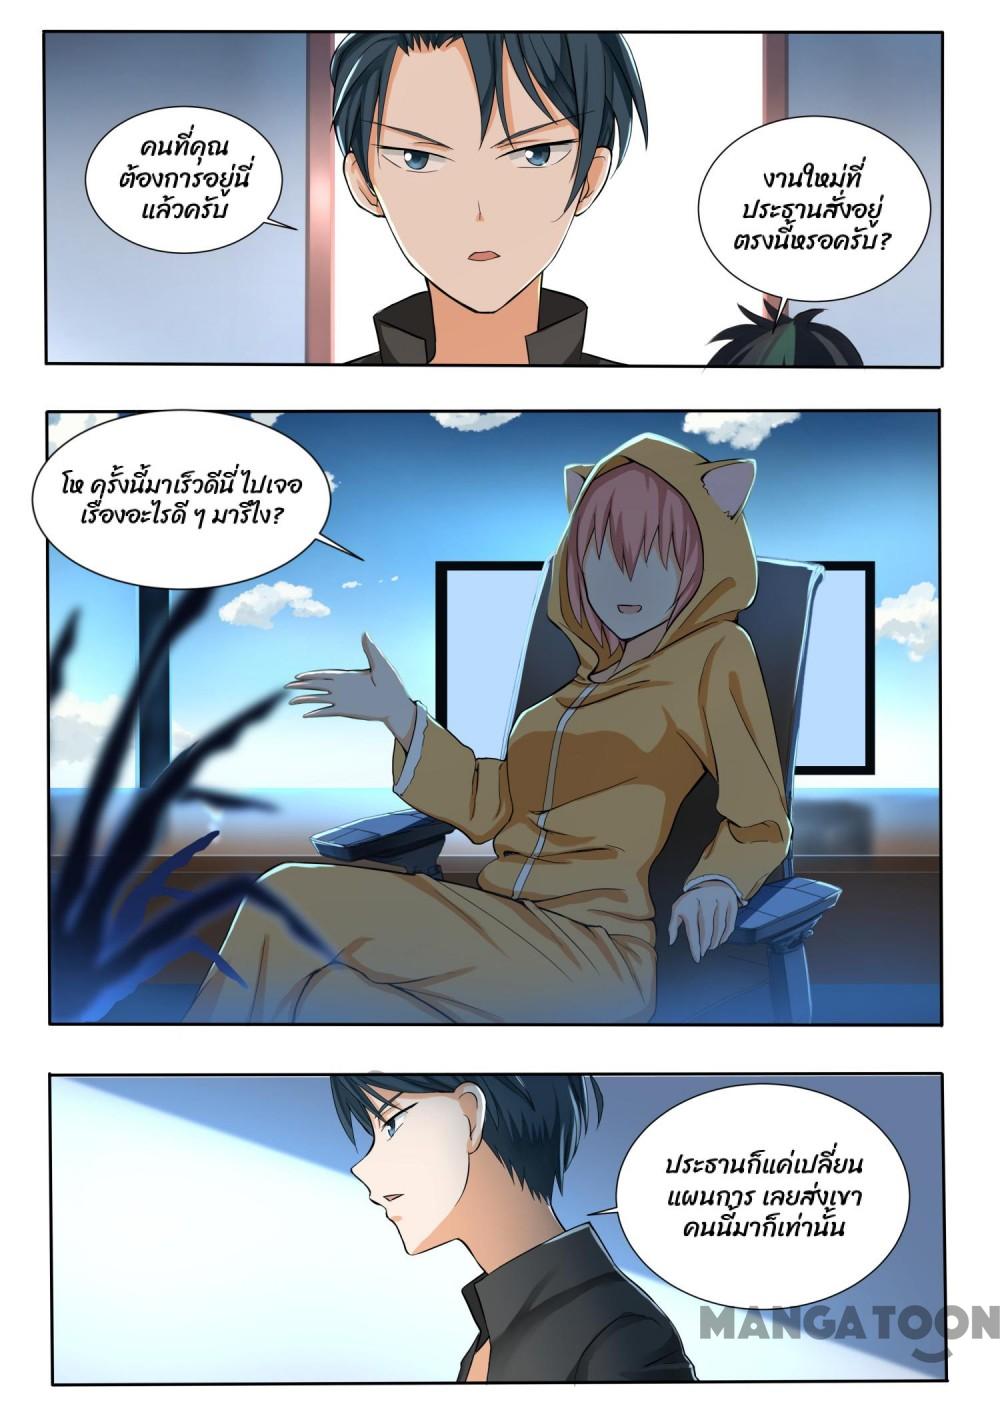 คนที่คุณ
ต้องการอยู่นี่
แล้วครับ
งานใหม่ที่
ประธานสั่งอยู่
ตรงนี้หรอครับ?
โห ครั้งนี้มาเร็วดีนี่ ไปเจอ
เรื่องอะไรดี ๆ มารึไง?
ประธานก็แค่เปลี่ยน
แผนการ เลยส่งเขา
คนนี้มาก็เท่านั้น
MANGATOON